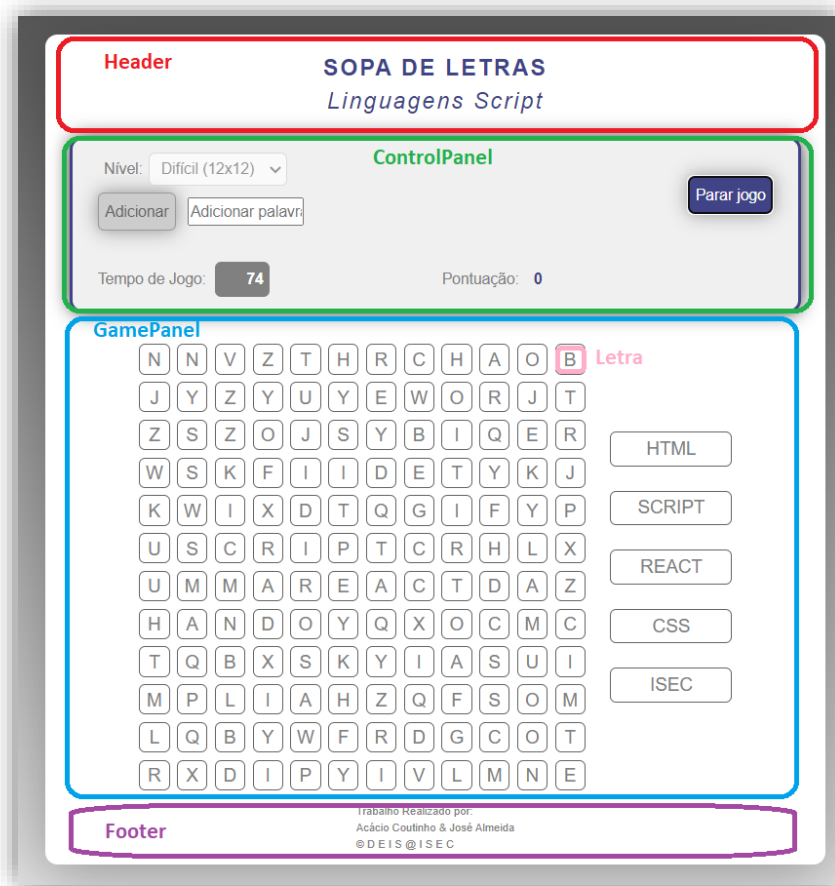 Header
SOPA DE LETRAS
Linguagens Script
ControlPanel
Nível: Difícil (12x12)
Parar jogo
Adicionar Adicionar palavra
Tempo de Jogo: 74 Pontuação: 0
GamePanel
N N V Z T H R C H A O B Letra
J Y Z Y U Y E W O R J T
Z S Z O J S Y B I Q E R
HTML
W S K F I I D E T Y K J
K W I X D T Q G I F Y P
SCRIPT
U S C R I P T C R H L X
REACT
U M M A R E A C T D A Z
H A N D O Y Q X O C M C
CSS
T Q B X S K Y I A S U I
ISEC
M P L I A H Z Q F S O M
L Q B Y W F R D G C O T
R X D I P Y I V L M N E
Trabalho Realizado por:
Footer
Acácio Coutinho & José Almeida
© D E I S @ I S E C